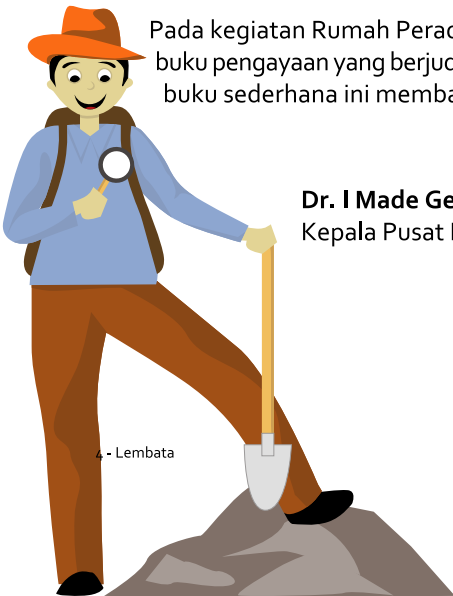 Pada kegiatan Rumah Perad
buku pengayaan yang berjud
buku sederhana ini memba
Dr. I Made Ge
Kepala Pusat
4 - Lembata